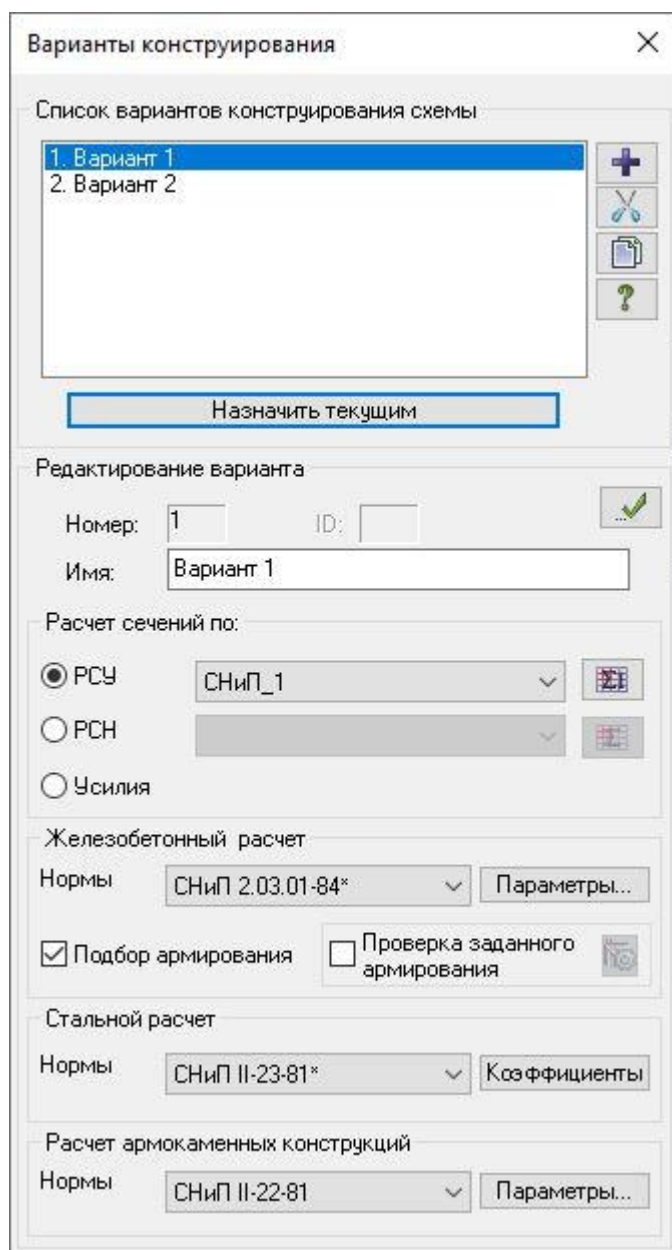 Варианты конструирования
Список вариантов конструирования схемы
1. Вариант 1
2. Вариант 2
Назначить текущим
Редактирование варианта
Номер: 1 ID:
Имя: Вариант 1
Расчет сечений по:
РСУ СНиП_1
РСН
Усилия
Железобетонный расчет
Нормы СНиП 2.03.01-84* Параметры...
Подбор армирования Проверка заданного
армирования
Стальной расчет
Нормы СНиП II-23-81* Коэффициенты
Расчет армокаменных конструкций
Нормы СНиП II-22-81 Параметры...